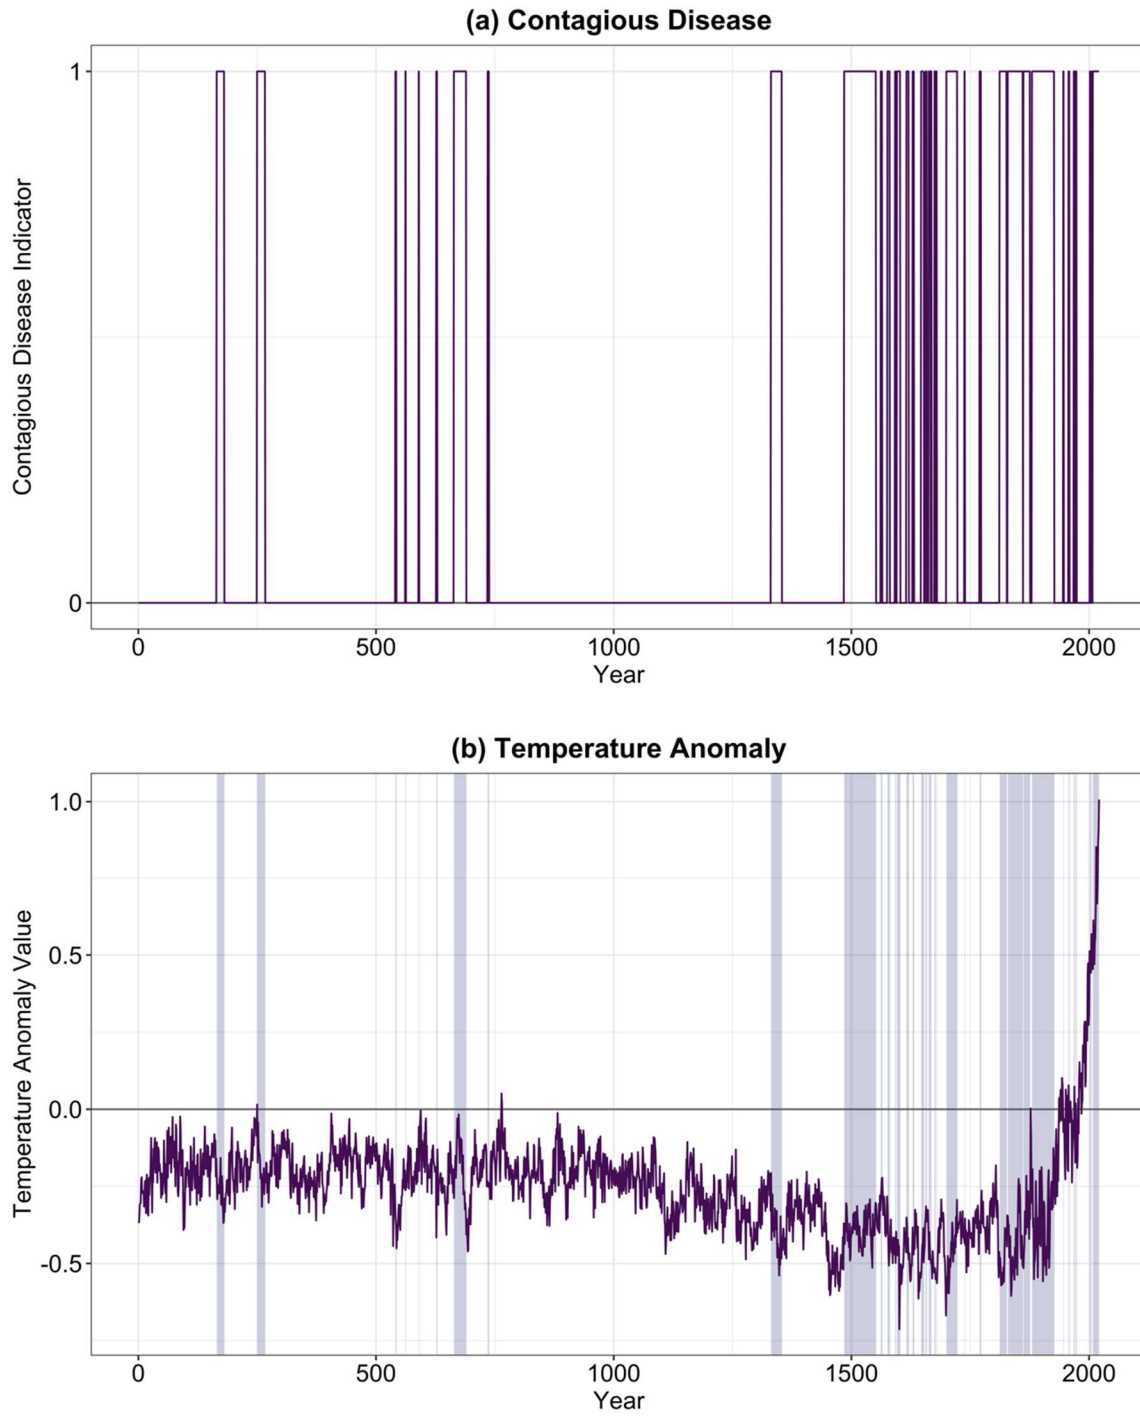 (a) Contagious Disease
Contagious Disease Indicator
1
0
0 500 1000 1500 2000
Year
(b) Temperature Anomaly
Temperature Anomaly Value
1.0
0.5
0.0
-0.5
0 500 1000 1500 2000
Year